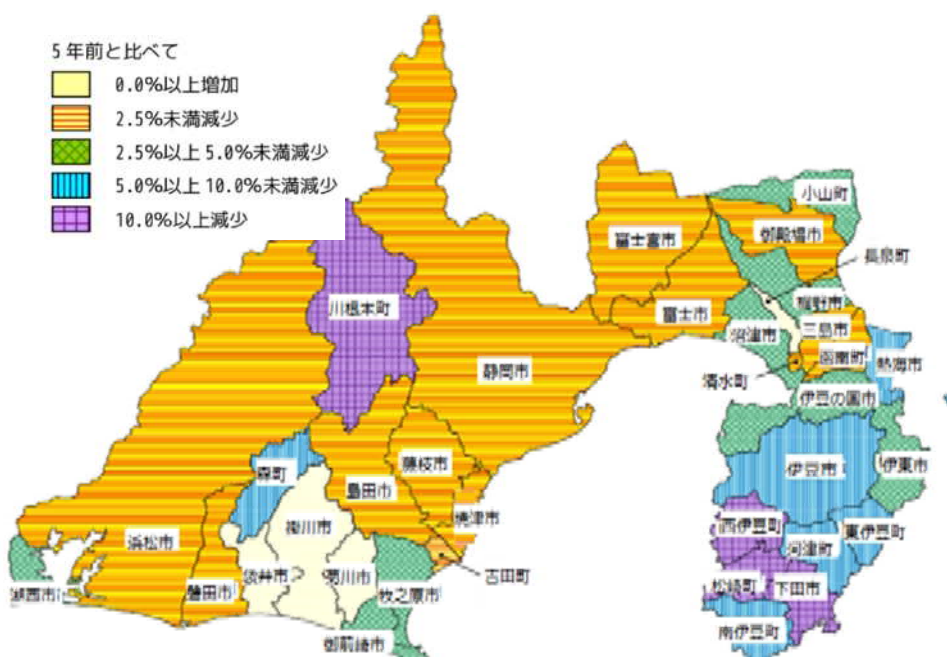 5年前と比べて
0.0%以上増加
2.5%未満減少
2.5%以上5.0%未満減少
5.0%以上10.0%未満減少
10.0%以上減少
小山町
御殿場市
富士宮市
長泉町
裾野市
川根本町
富士市
沼津市
三島市
函南町
熱海市
静岡市
清水町
伊豆の国市
藤枝市
伊豆市
伊東市
森町
島田市
焼津市
掛川市
西伊豆町
東伊豆町
浜松市
河津町
袋井市
菊川市
吉田町
湖西市
磐田市
牧之原市
松崎町
下田市
御前崎市
南伊豆町